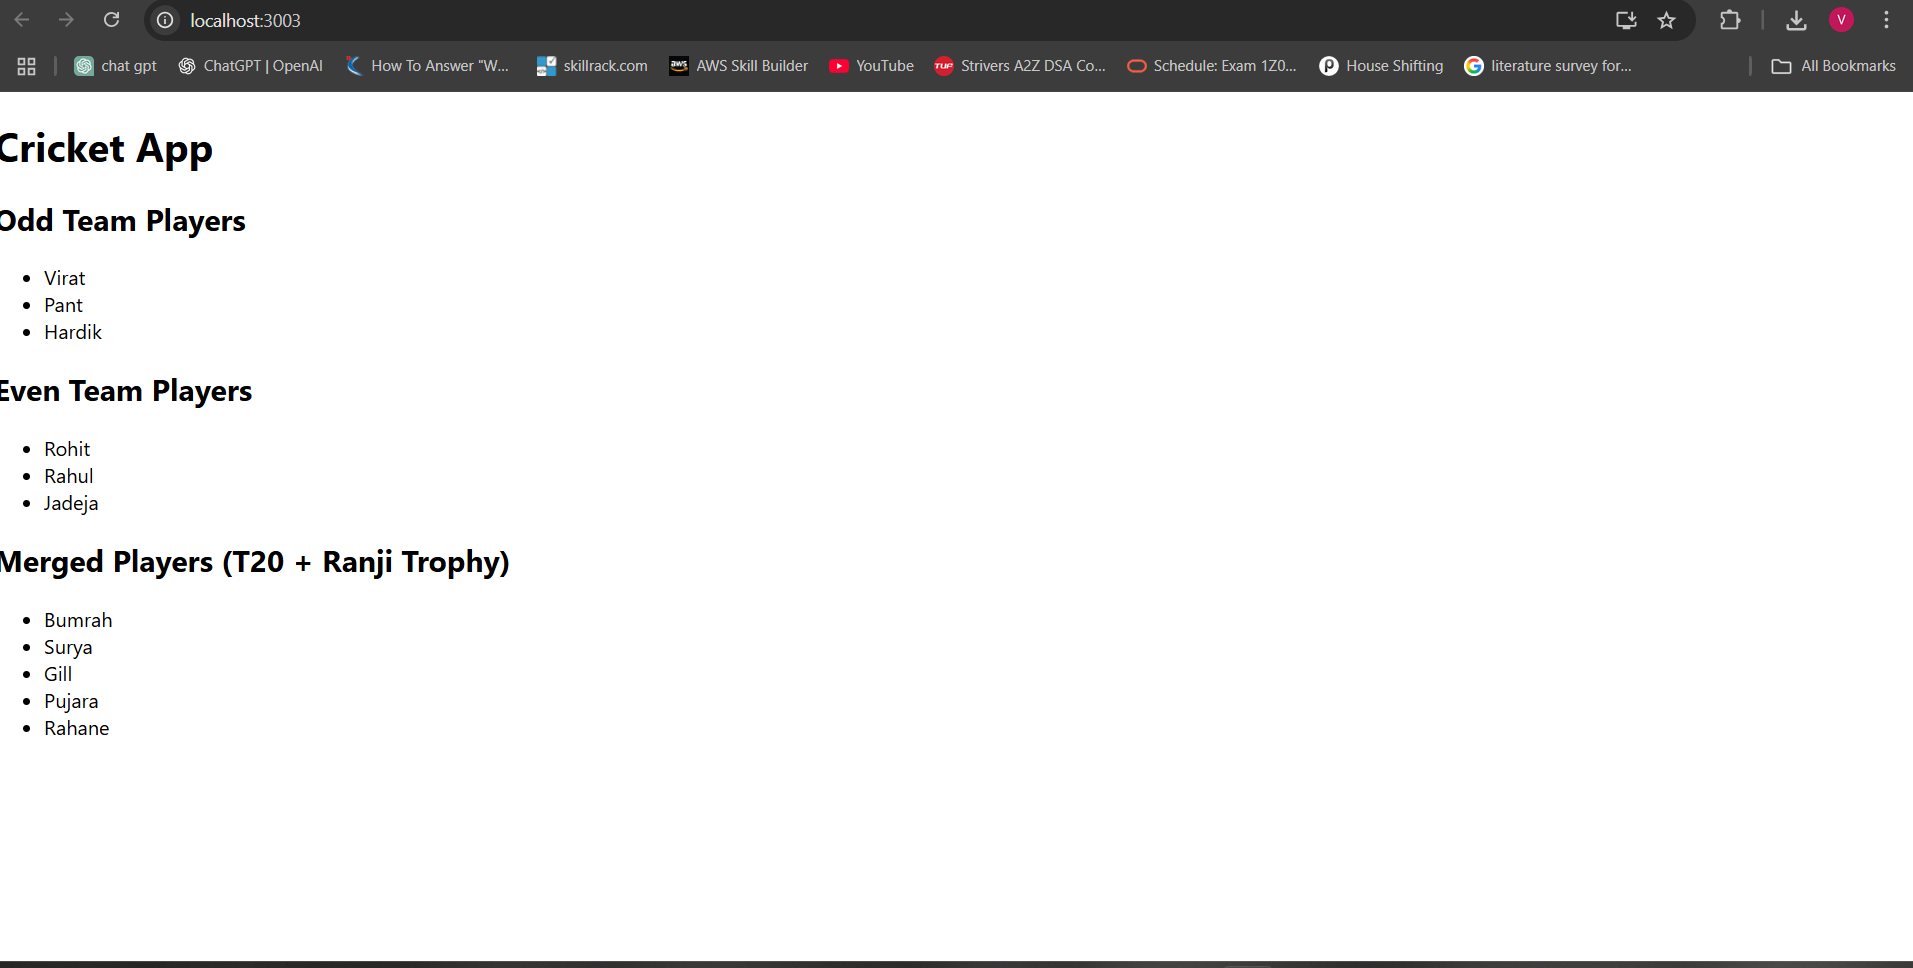 localhost:3003
V
chat gpt
ChatGPT | OpenAI
How To Answer "W...
skillrack.com
aws
AWS Skill Builder
YouTube
TUF
Strivers A2Z DSA Co...
Schedule: Exam 1Z0...
House Shifting
literature survey for...
All Bookmarks
Cricket App
Odd Team Players
Virat
Pant
Hardik
Even Team Players
Rohit
Rahul
Jadeja
Merged Players (T20 + Ranji Trophy)
Bumrah
Surya
Gill
Pujara
Rahane